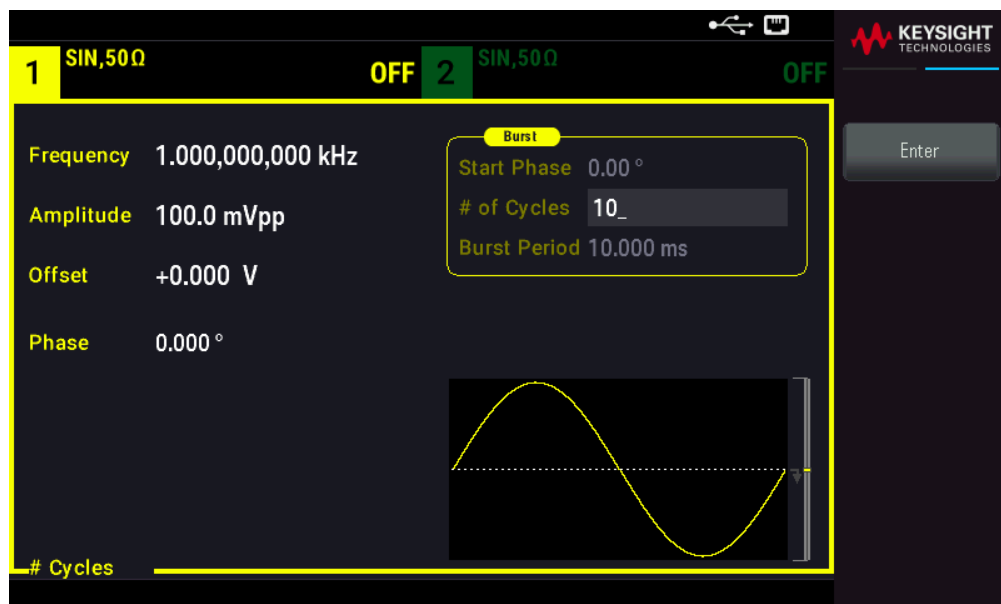 KEYSIGHT
TECHNOLOGIES
1 SIN,50Ω OFF 2 SIN,50Ω OFF
Burst
Frequency 1.000,000,000 kHz
Start Phase 0.00 °
Enter
Amplitude 100.0 mVpp
# of Cycles 10_
Burst Period 10.000 ms
Offset +0.000 V
Phase 0.000 °
# Cycles